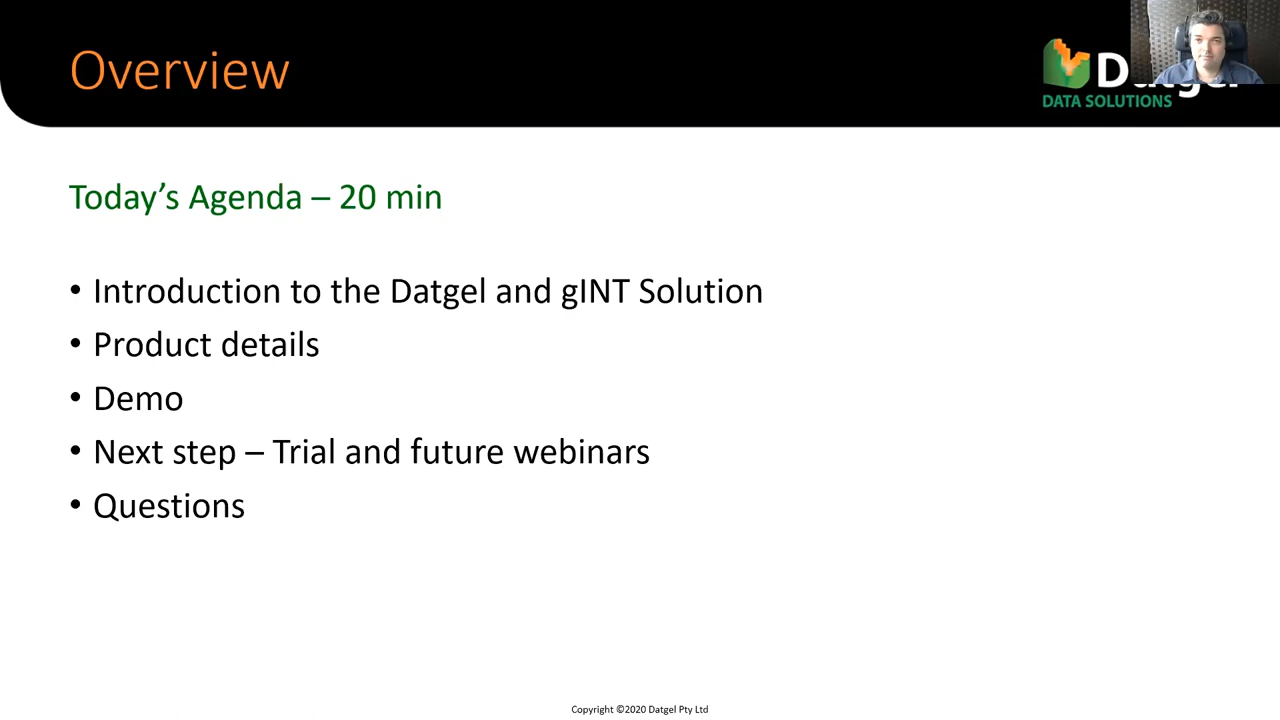 Overview
DATA SOLUTIONS
Today's Agenda – 20 min
• Introduction to the Datgel and gINT Solution
• Product details
• Demo
• Next step – Trial and future webinars
• Questions
Copyright ©2020 Datgel Pty Ltd